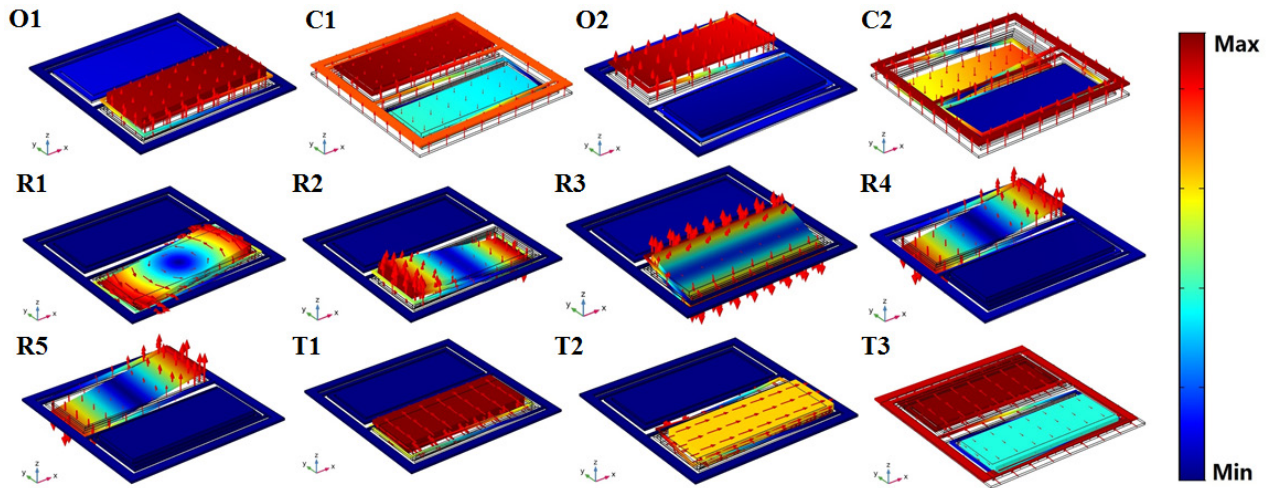 O1 C1 O2 C2
Max
z y x z y x z y x z y x
R1 R2 R3 R4
z y x z y x z y x z y x
R5 T1 T2 T3
z y x z y x z y x z y x
Min